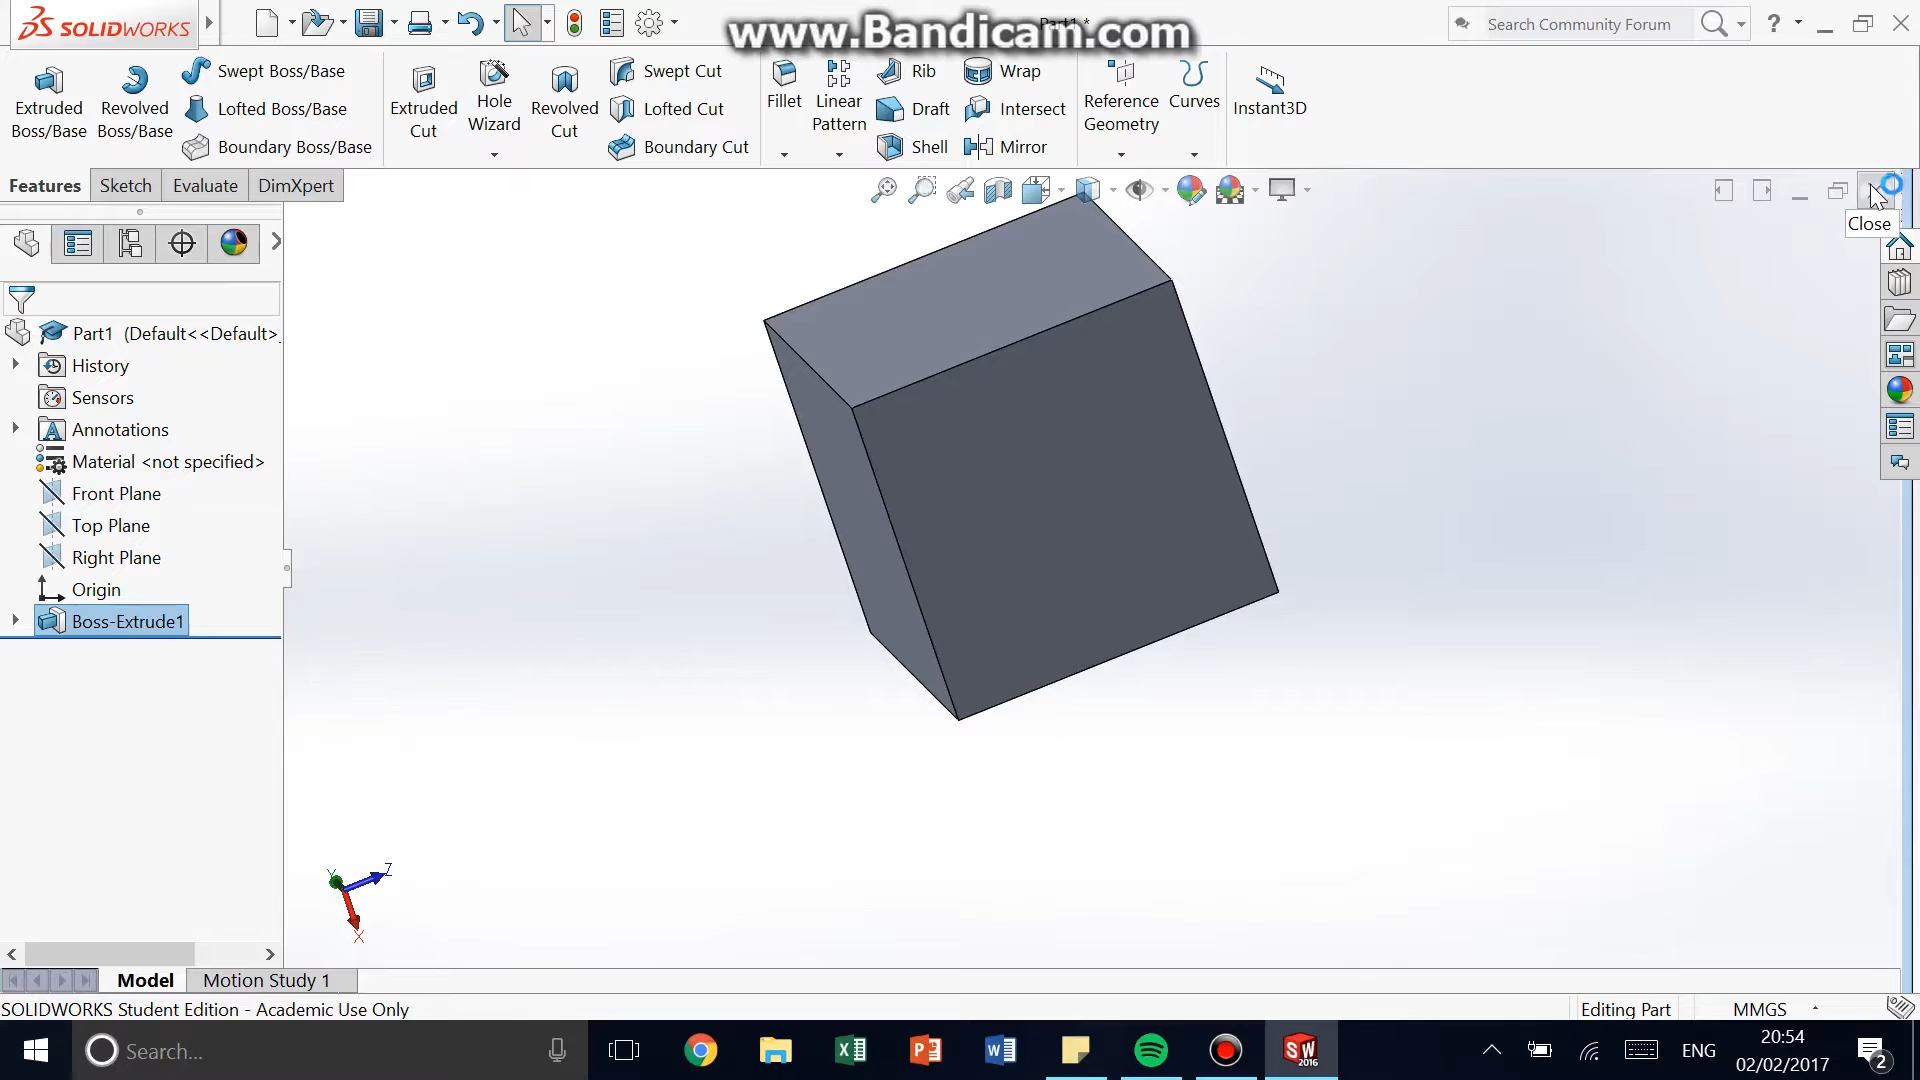 SOLIDWORKS
Part1 *
www.Bandicam.com
Search Community Forum
?
Extruded Boss/Base
Revolved Boss/Base
Swept Boss/Base
Lofted Boss/Base
Boundary Boss/Base
Extruded Cut
Hole Wizard
Revolved Cut
Swept Cut
Lofted Cut
Boundary Cut
Fillet
Linear Pattern
Rib
Draft
Shell
Wrap
Intersect
Mirror
Reference Geometry
Curves
Instant3D
Features
Sketch
Evaluate
DimXpert
Close
Part1 (Default<<Default>_
History
Sensors
Annotations
Material <not specified>
Front Plane
Top Plane
Right Plane
Origin
Boss-Extrude1
Y
Z
X
Model
Motion Study 1
SOLIDWORKS Student Edition - Academic Use Only
Editing Part
MMGS
Search...
SW 2016
ENG
20:54
02/02/2017
2